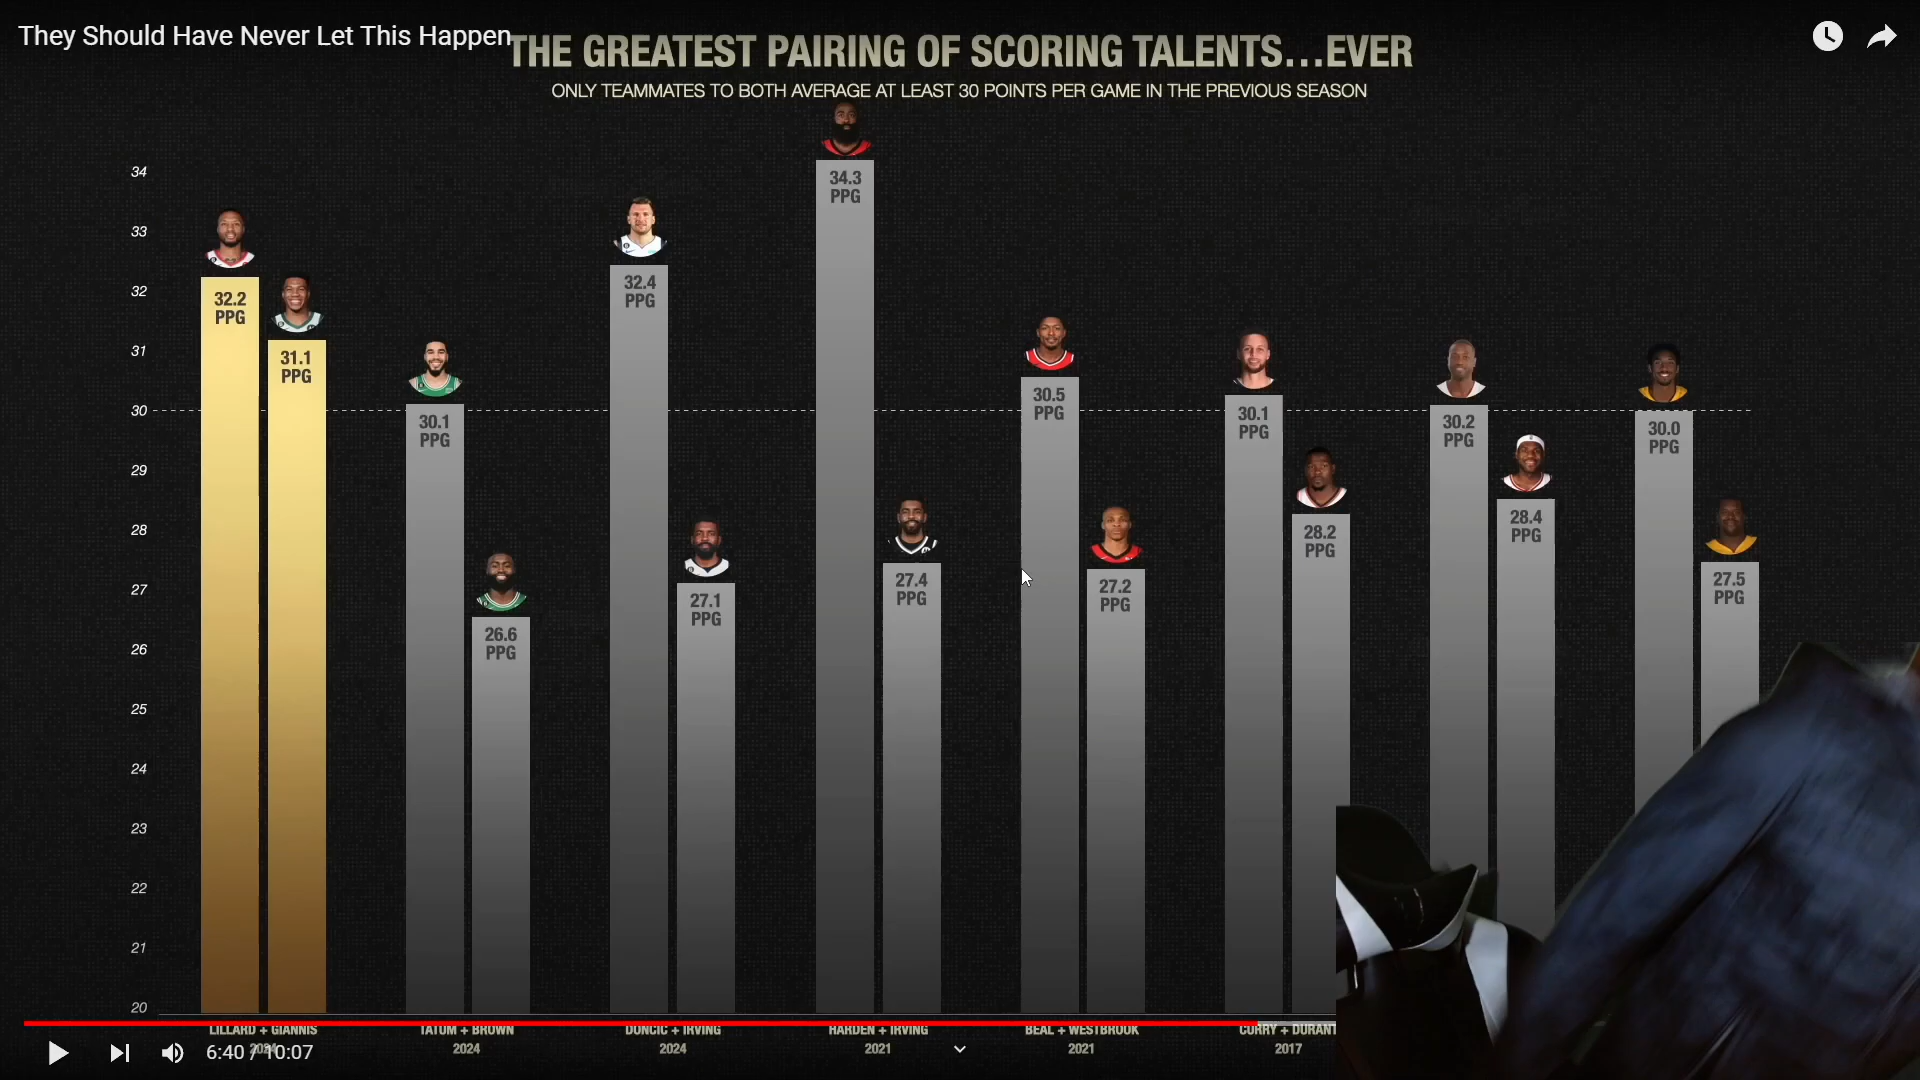 They Should Have Never Let This Happen
THE GREATEST PAIRING OF SCORING TALENTS...EVER
ONLY TEAMMATES TO BOTH AVERAGE AT LEAST 30 POINTS PER GAME IN THE PREVIOUS SEASON
34
33
32
31
30
29
28
27
26
25
24
23
22
21
20
32.2
PPG
31.1
PPG
30.1
PPG
26.6
PPG
32.4
PPG
27.1
PPG
34.3
PPG
27.4
PPG
30.5
PPG
27.2
PPG
30.1
PPG
28.2
PPG
30.2
PPG
28.4
PPG
30.0
PPG
27.5
PPG
LILLARD + GIANNIS
2024
TATUM + BROWN
2024
DONCIC + IRVING
2024
HARDEN + IRVING
2021
BEAL + WESTBROOK
2021
CURRY + DURANT
2017
6:40 / 10:07